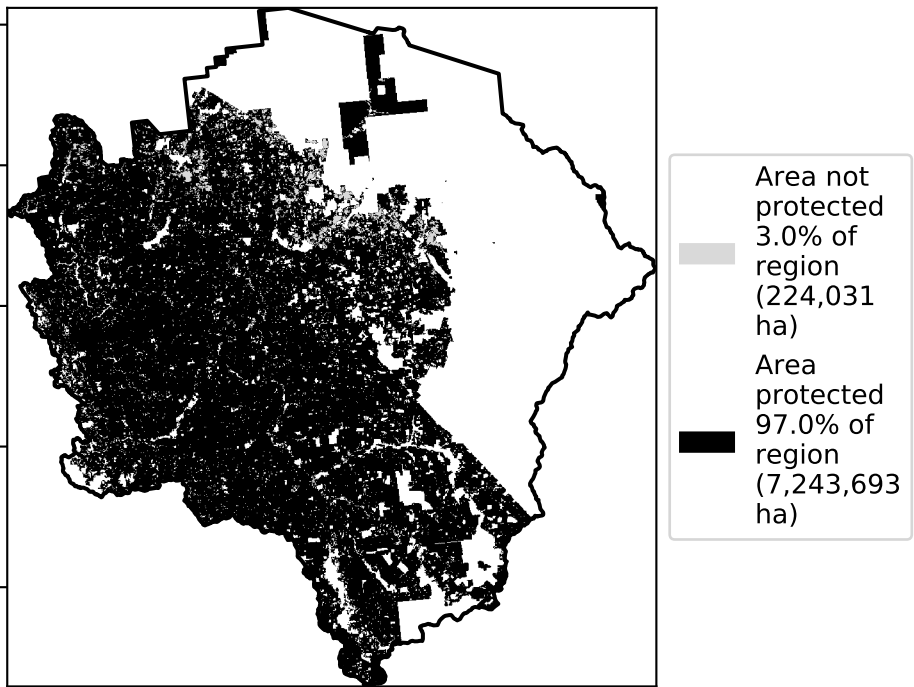 Area not
protected
3.0% of
region
(224,031
ha)
Area
protected
97.0% of
region
(7,243,693
ha)